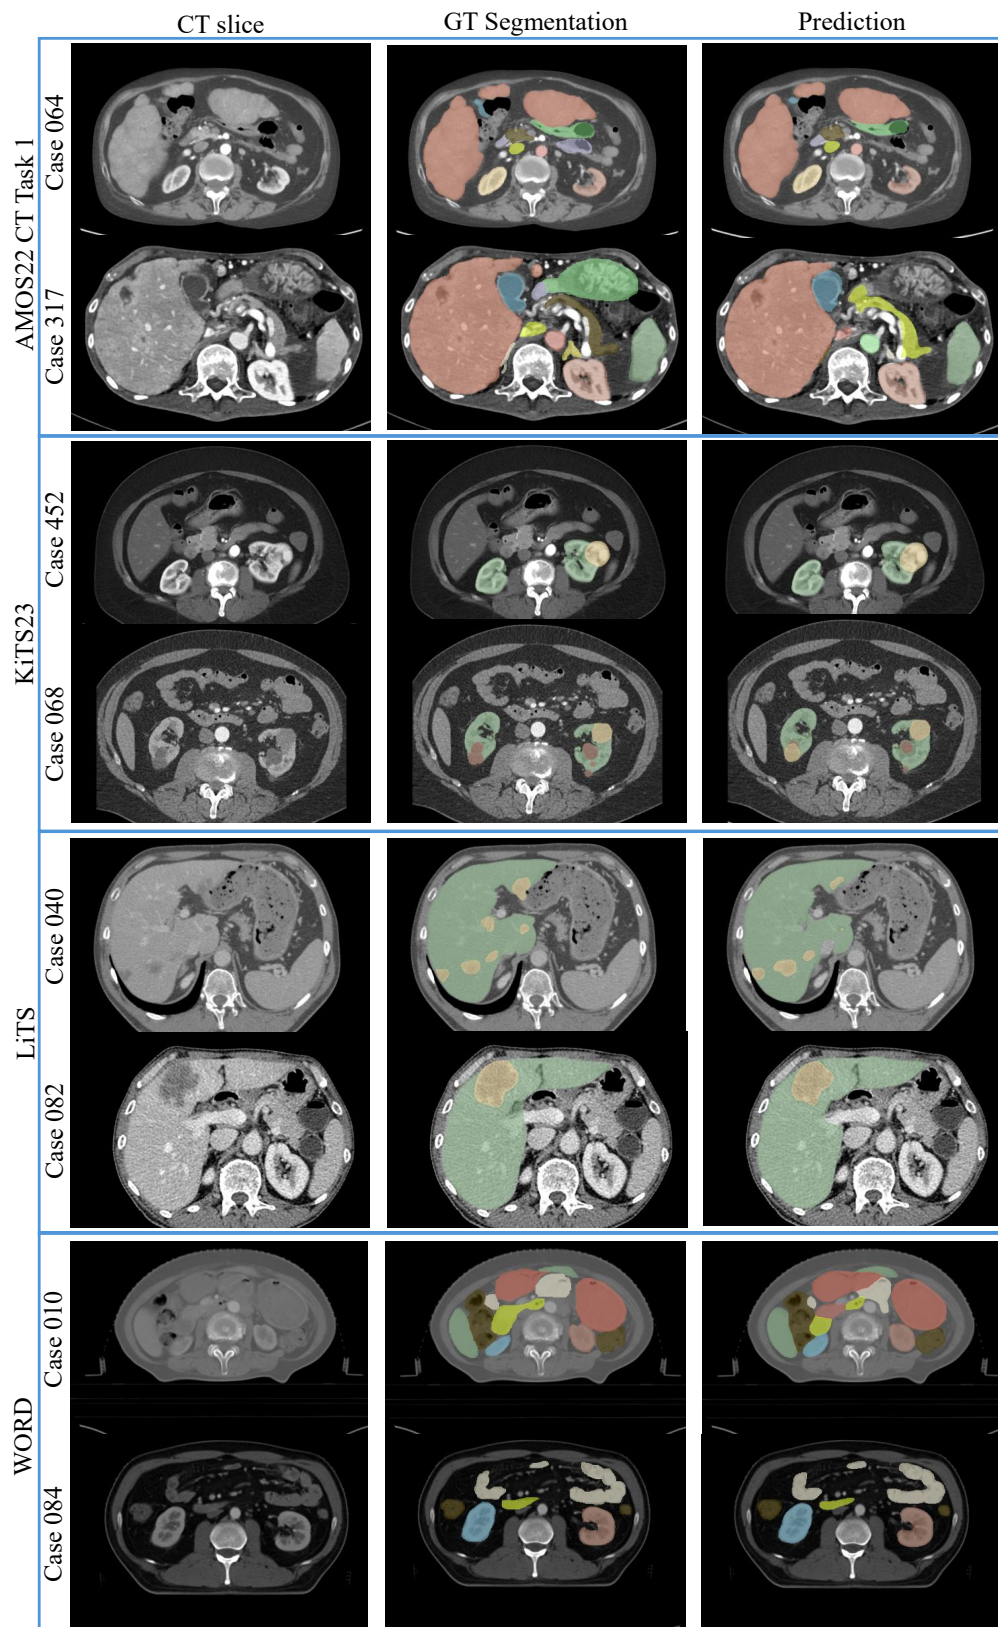 CT slice
GT Segmentation
Prediction
AMOS22 CT Task 1
Case 064
Case 317
KiTS23
Case 452
Case 068
LiTS
Case 040
Case 082
WORD
Case 010
Case 084